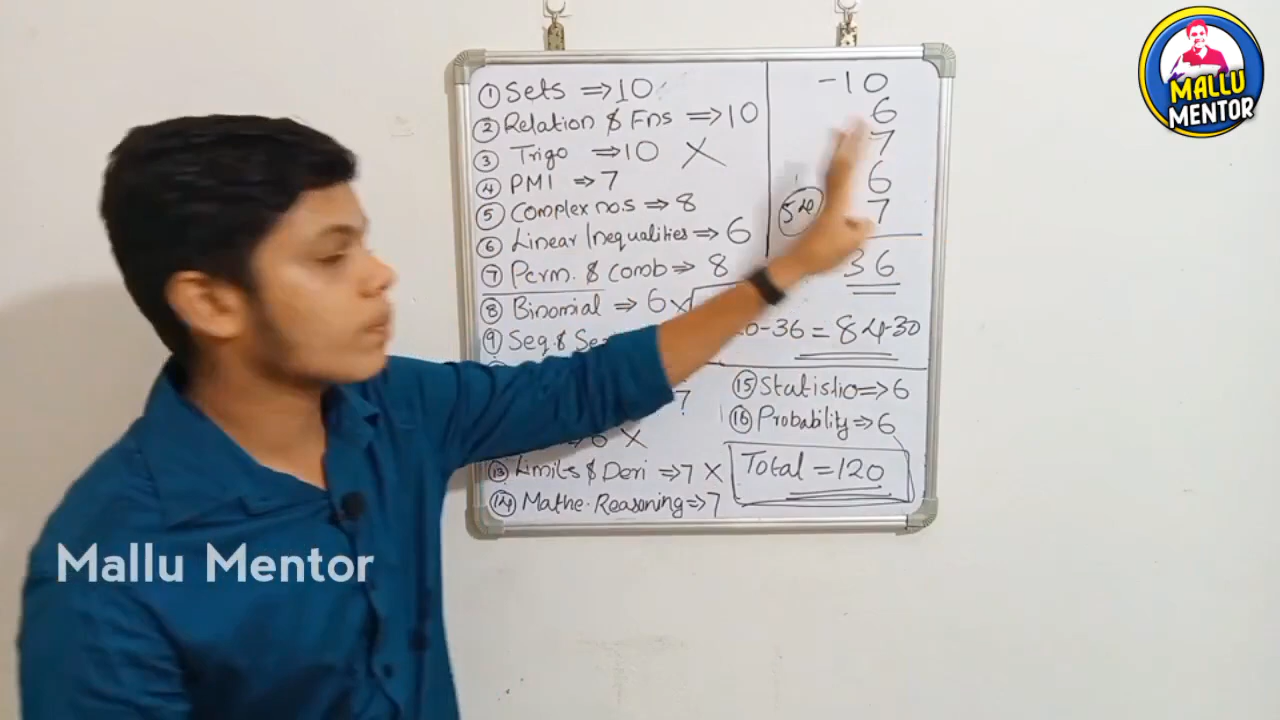 ① Sets ⇒ 10
② Relation & Fns ⇒ 10
③ Trigo ⇒ 10 X
④ PMI ⇒ 7
⑤ Complex no.s ⇒ 8
⑥ Linear Inequalities ⇒ 6
⑦ Perm. & Comb ⇒ 8
⑧ Binomial ⇒ 6 X
⑨ Seq. &
7
6 X
⑬ Limits & Deri ⇒ 7 X
⑭ Mathe. Reasoning ⇒ 7
-10
6
7
6
7
36
-36 = 84-30
⑮ Statistic ⇒ 6
⑯ Probability ⇒ 6
Total = 120
MALLU
MENTOR
Mallu Mentor